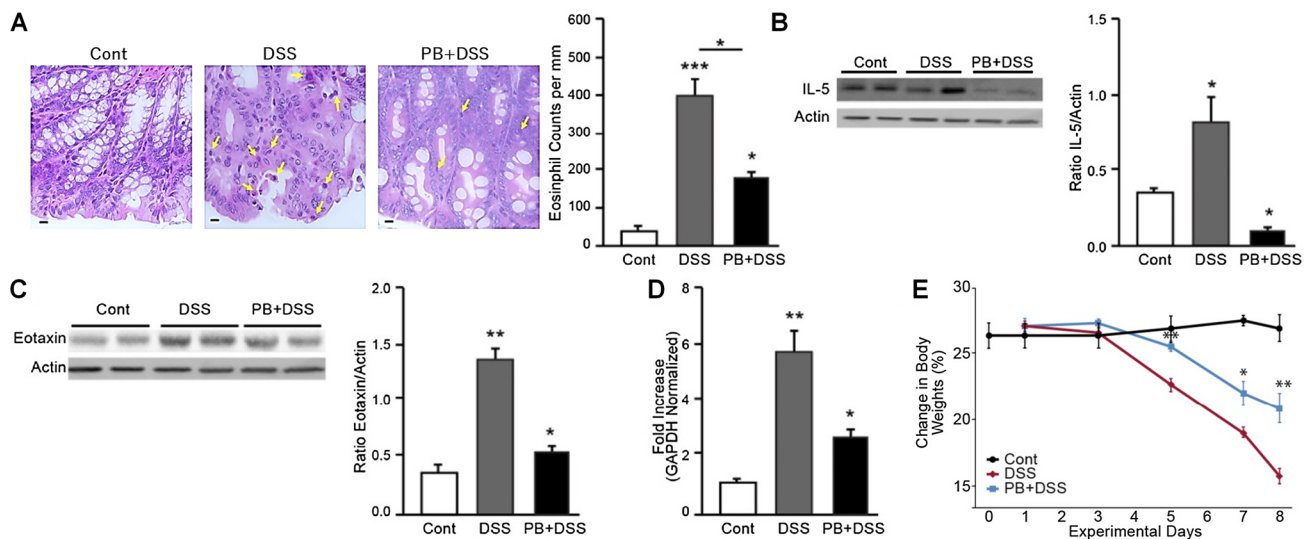 A
Cont
DSS
PB+DSS
Eosinphil Counts per mm
600
400
300
200
100
0
***
*
*
Cont
DSS
PB+DSS
B
Cont
DSS
PB+DSS
IL-5
Actin
Ratio IL-5/Actin
1.5
1.0
0.5
0.0
*
*
Cont
DSS
PB+DSS
C
Cont
DSS
PB+DSS
Eotaxin
Actin
Ratio Eotaxin/Actin
2.0
1.5
1.0
0.5
0.0
**
*
Cont
DSS
PB+DSS
D
Fold Increase
(GAPDH Normalized)
8
6
4
2
0
**
*
Cont
DSS
PB+DSS
E
Change in Body
Weights (%)
30
25
20
15
**
*
**
Cont
DSS
PB+DSS
0 1 2 3 4 5 6 7 8
Experimental Days